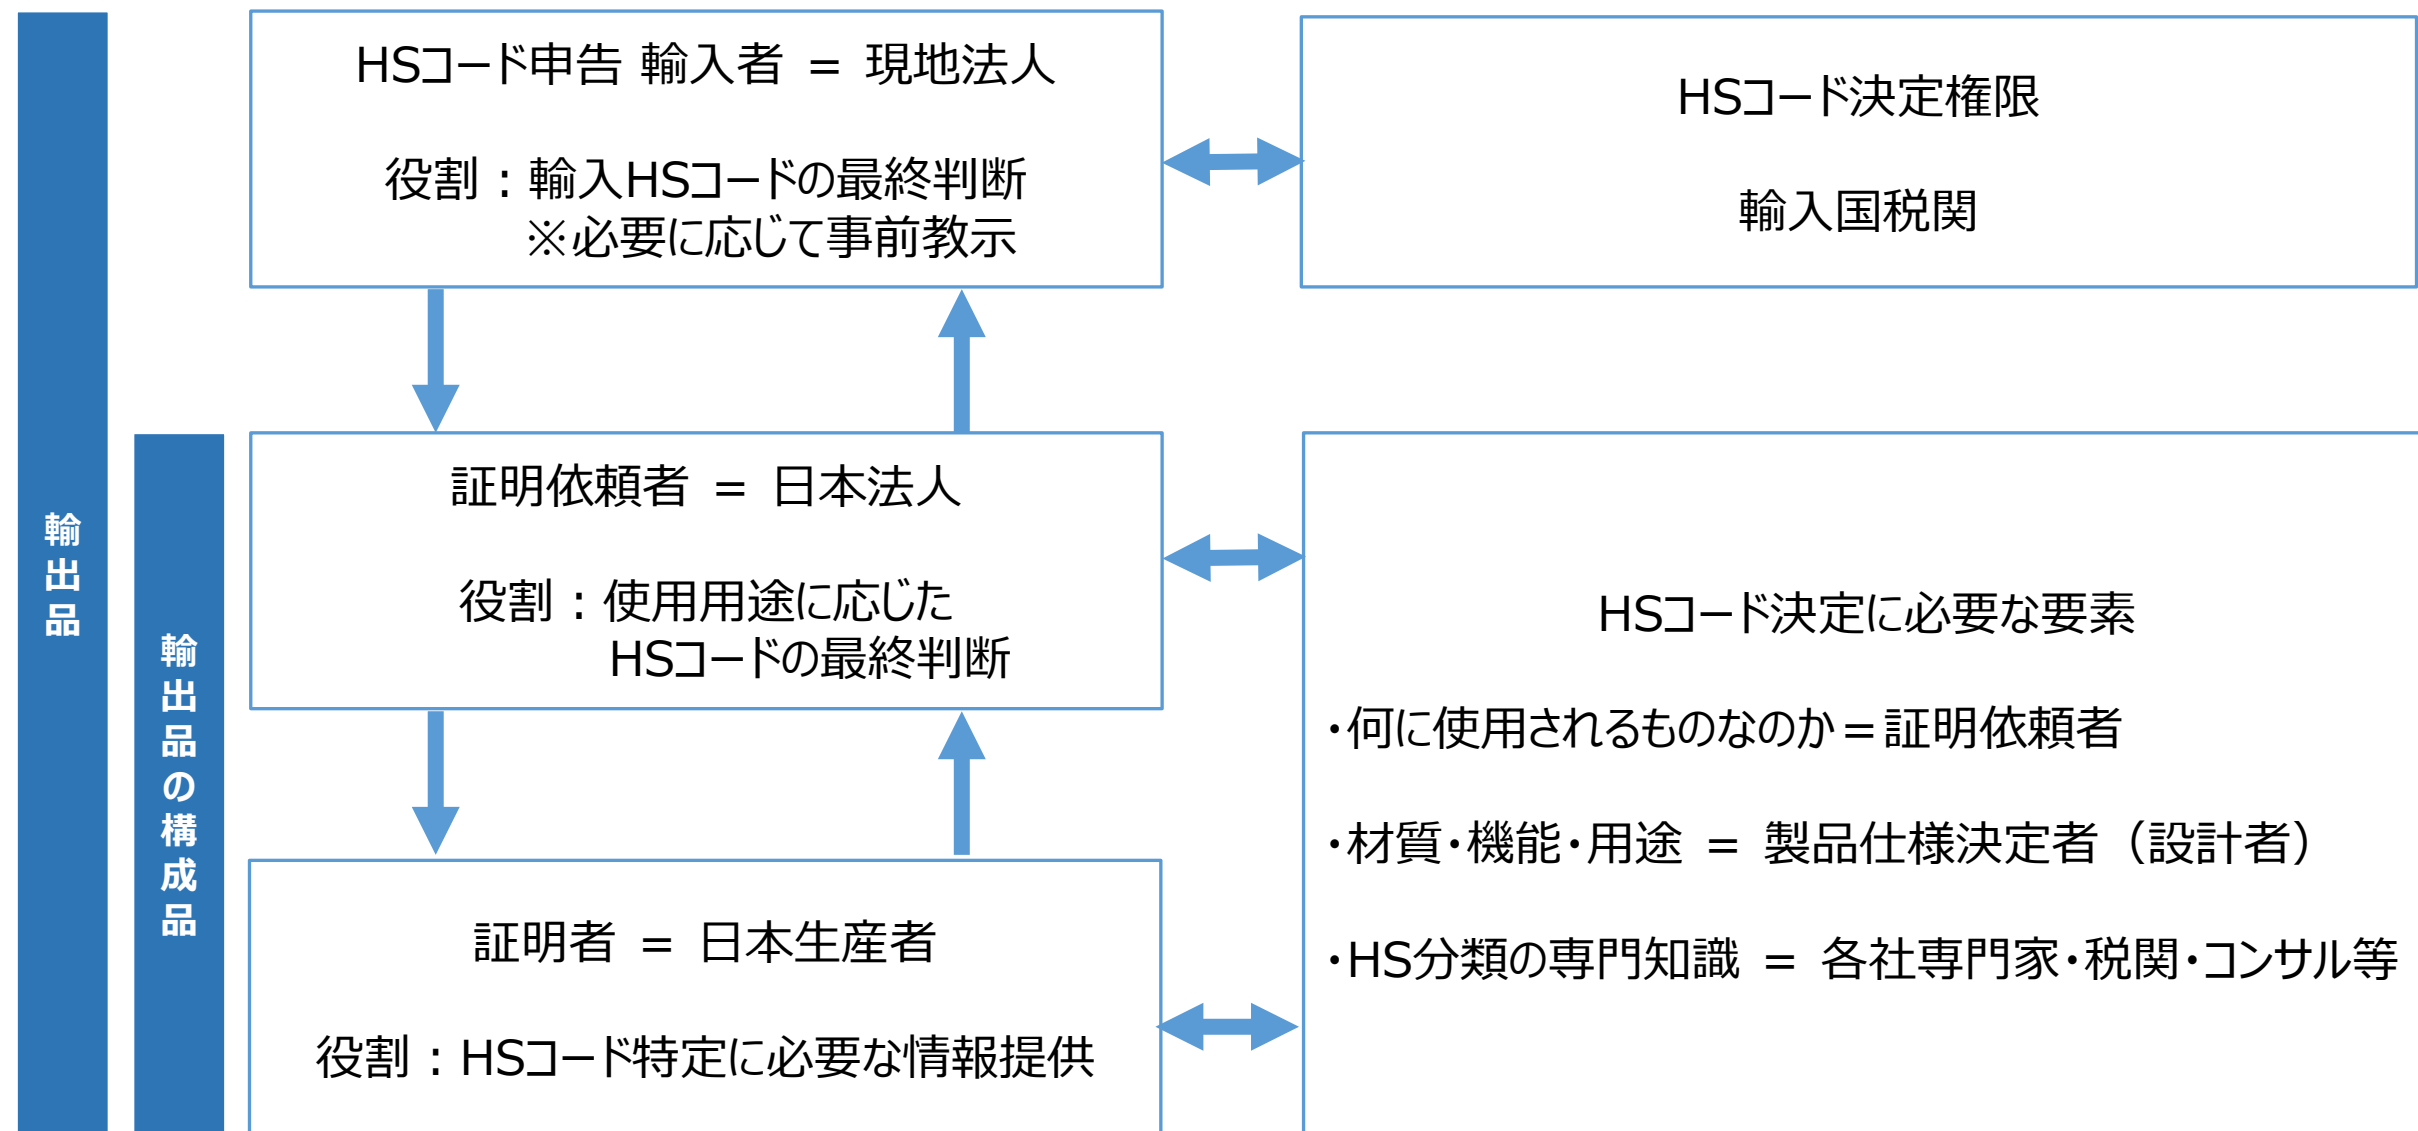 輸出品
輸出品の構成品
HSコード申告 輸入者 = 現地法人
役割：輸入HSコードの最終判断
※必要に応じて事前教示
HSコード決定権限
輸入国税関
証明依頼者 = 日本法人
役割：使用用途に応じた
HSコードの最終判断
HSコード決定に必要な要素
・何に使用されるものなのか=証明依頼者
・材質・機能・用途 = 製品仕様決定者（設計者）
・HS分類の専門知識 = 各社専門家・税関・コンサル等
証明者 = 日本生産者
役割：HSコード特定に必要な情報提供